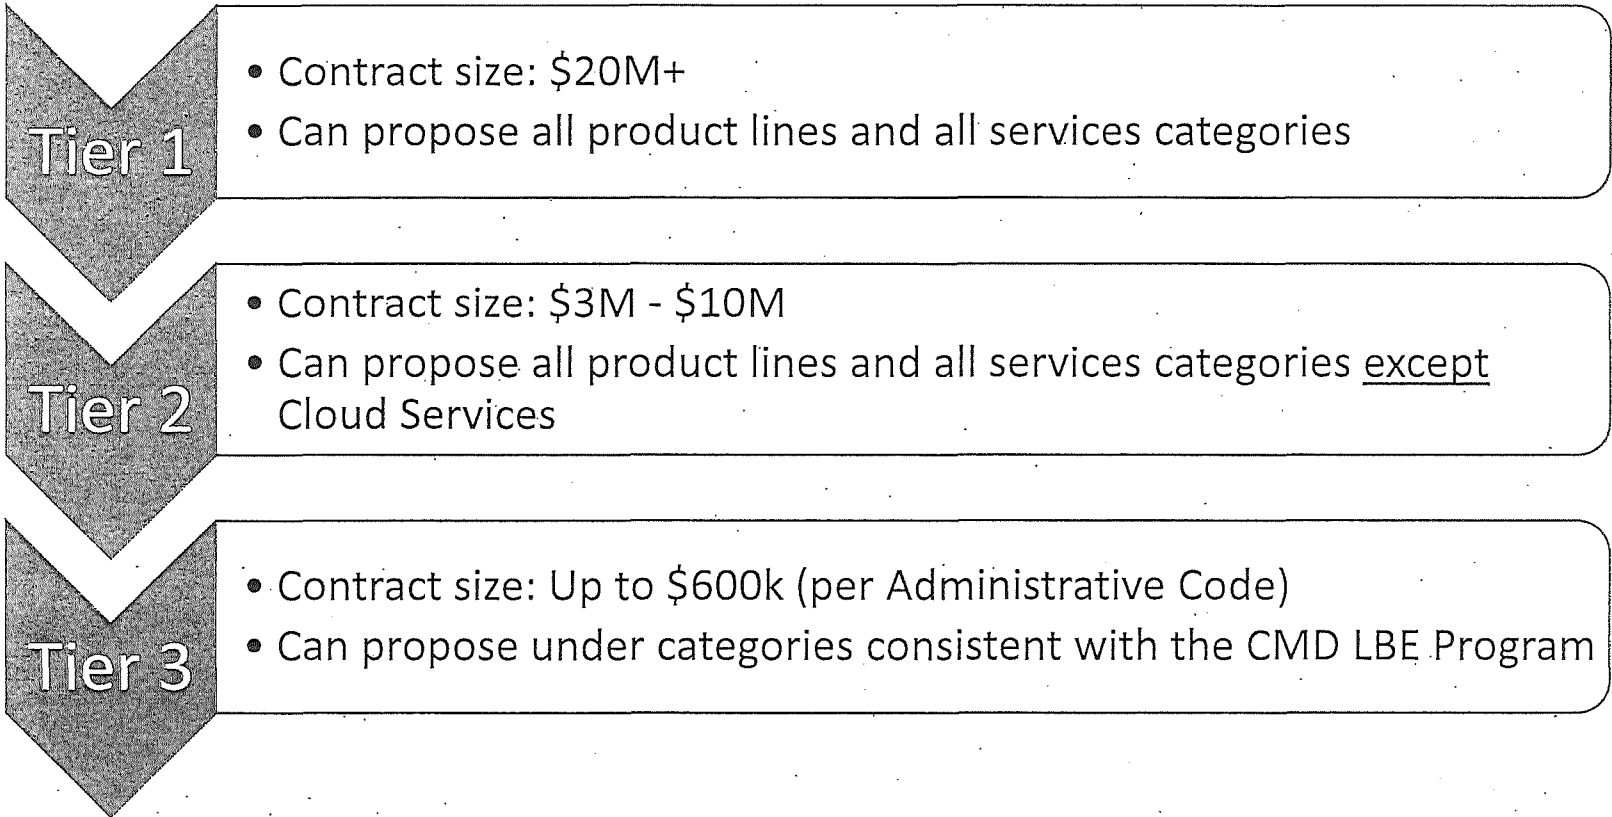 Tier 1
• Contract size: $20M+
• Can propose all product lines and all services categories
Tier 2
• Contract size: $3M - $10M
• Can propose all product lines and all services categories except
Cloud Services
Tier 3
• Contract size: Up to $600k (per Administrative Code)
• Can propose under categories consistent with the CMD LBE Program